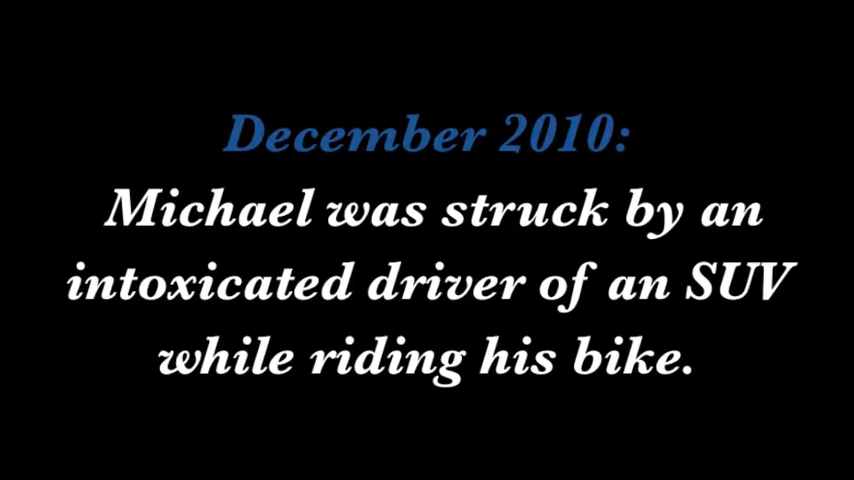 December 2010:
Michael was struck by an
intoxicated driver of an SUV
while riding his bike.